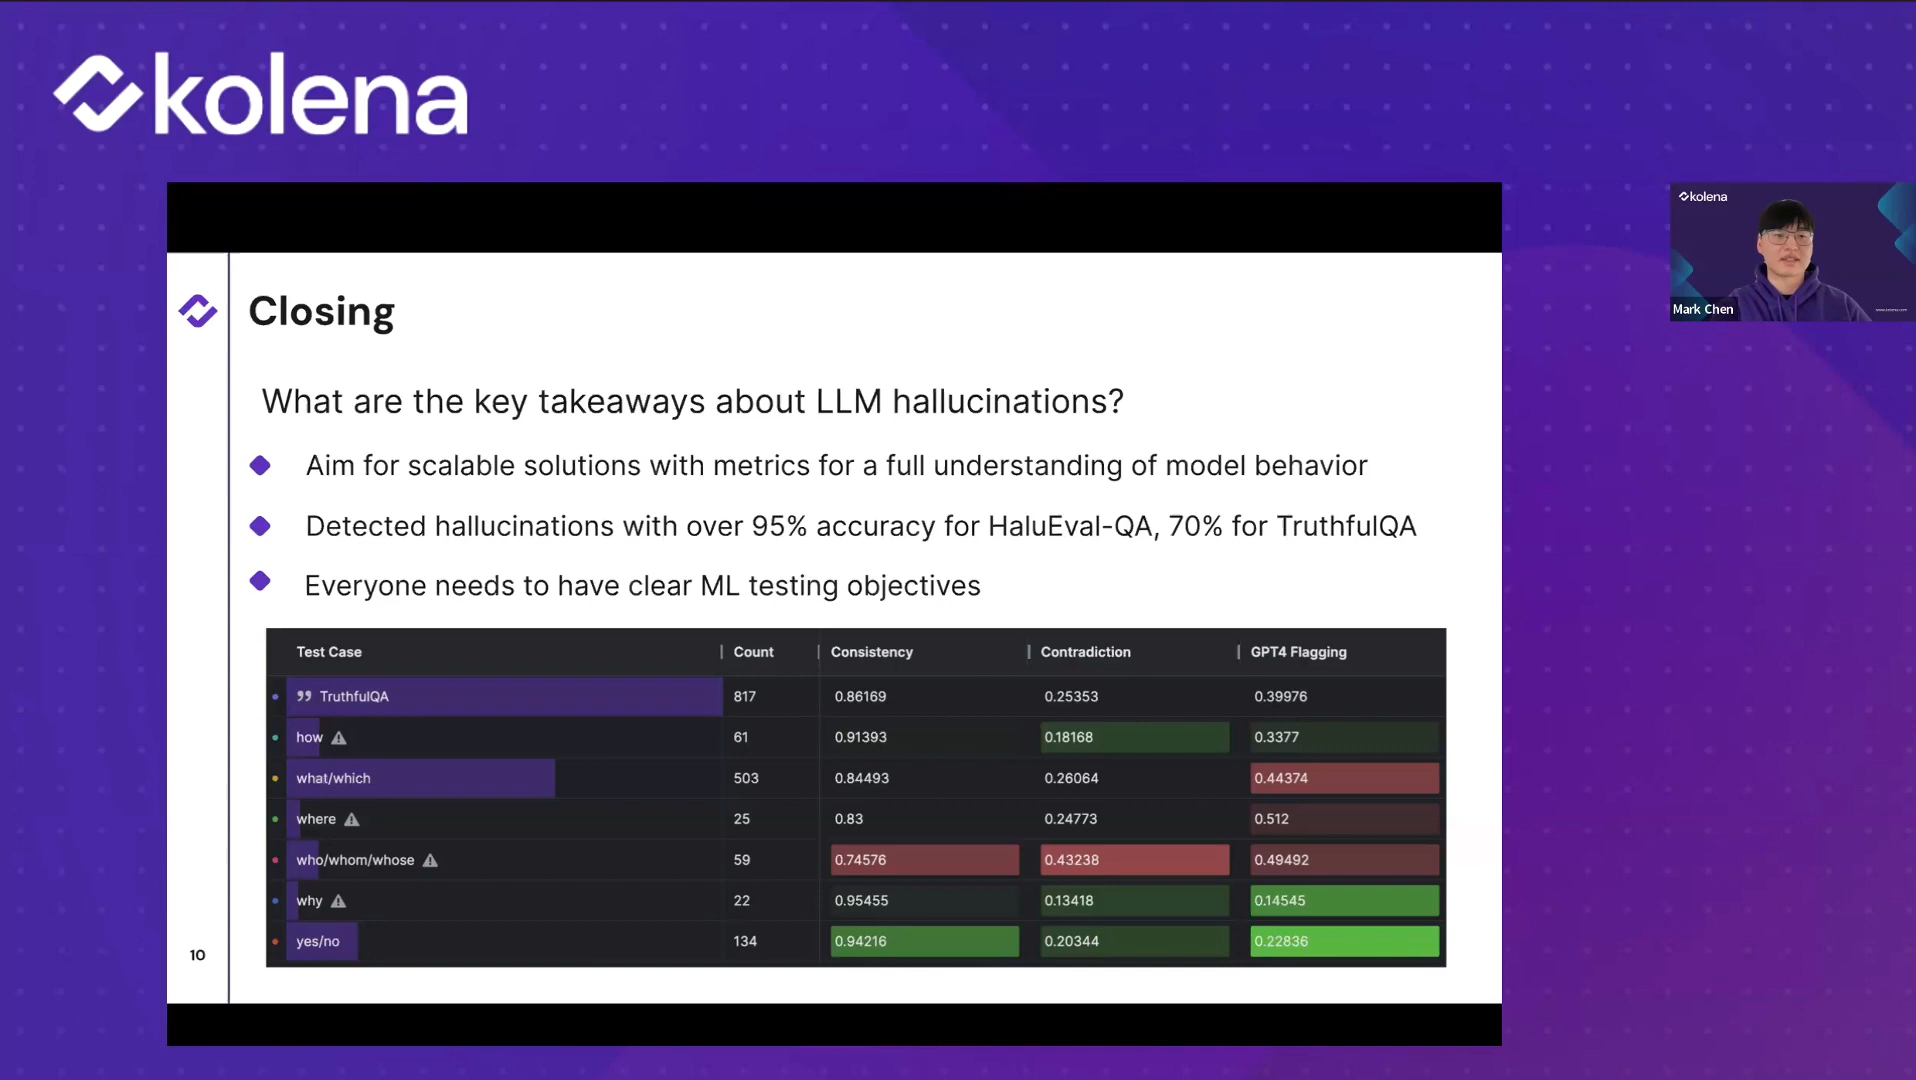 kolena
kolena
Mark Chen
Closing
What are the key takeaways about LLM hallucinations?
Aim for scalable solutions with metrics for a full understanding of model behavior
Detected hallucinations with over 95% accuracy for HaluEval-QA, 70% for TruthfulQA
Everyone needs to have clear ML testing objectives
Test Case Count Consistency Contradiction GPT4 Flagging
TruthfulQA 817 0.86169 0.25353 0.39976
how 61 0.91393 0.18168 0.3377
what/which 503 0.84493 0.26064 0.44374
where 25 0.83 0.24773 0.512
who/whom/whose 59 0.74576 0.43238 0.49492
why 22 0.95455 0.13418 0.14545
yes/no 134 0.94216 0.20344 0.22836
10